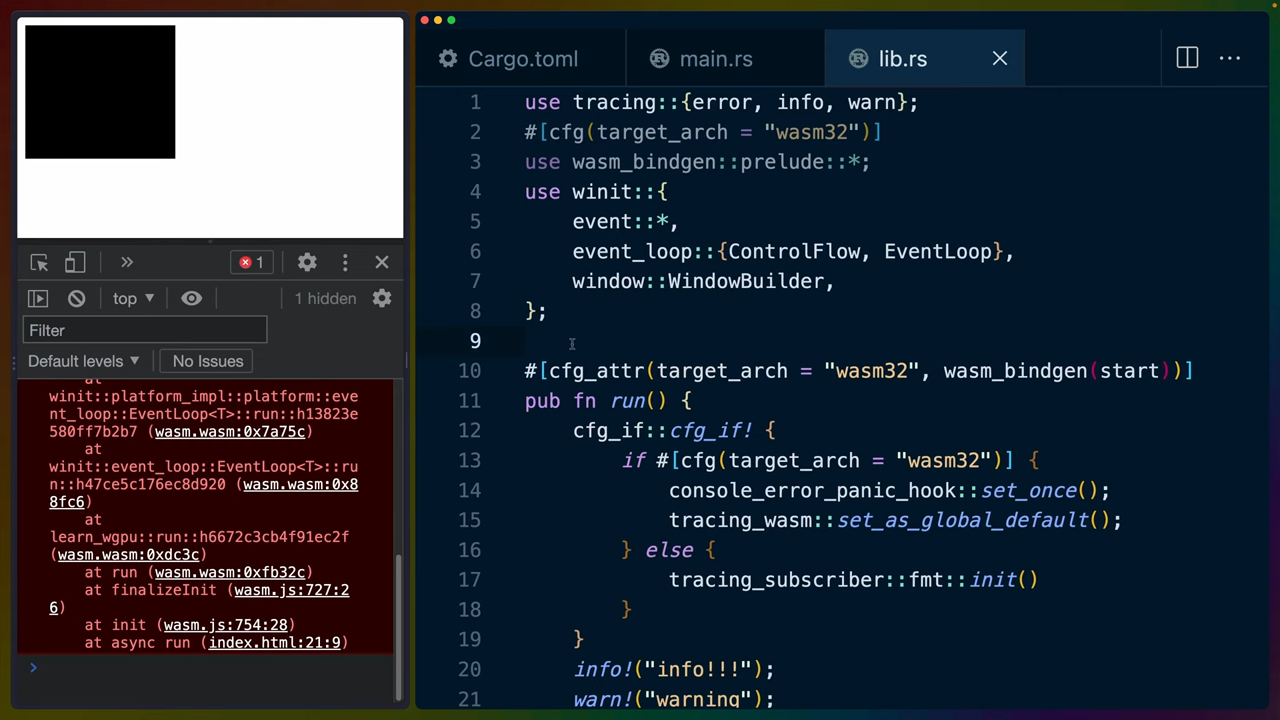 1
top
1 hidden
Filter
Default levels
No Issues
at
winit::platform_impl::platform::eve
nt_loop::EventLoop<T>::run::h13823e
580ff7b2b7 (wasm.wasm:0x7a75c)
at
winit::event_loop::EventLoop<T>::ru
n::h47ce5c176ec8d920 (wasm.wasm:0x8
8fc6)
at
learn_wgpu::run::h6672c3cb4f91ec2f
(wasm.wasm:0xdc3c)
at run (wasm.wasm:0xfb32c)
at finalizeInit (wasm.js:727:2
6)
at init (wasm.js:754:28)
at async run (index.html:21:9)
Cargo.toml
main.rs
lib.rs
1 use tracing::{error, info, warn};
2 #[cfg(target_arch = "wasm32")]
3 use wasm_bindgen::prelude::*;
4 use winit::{
5 event::*,
6 event_loop::{ControlFlow, EventLoop},
7 window::WindowBuilder,
8 };
9
10 #[cfg_attr(target_arch = "wasm32", wasm_bindgen(start))]
11 pub fn run() {
12 cfg_if::cfg_if! {
13 if #[cfg(target_arch = "wasm32")] {
14 console_error_panic_hook::set_once();
15 tracing_wasm::set_as_global_default();
16 } else {
17 tracing_subscriber::fmt::init()
18 }
19 }
20 info!("info!!!");
21 warn!("warning");